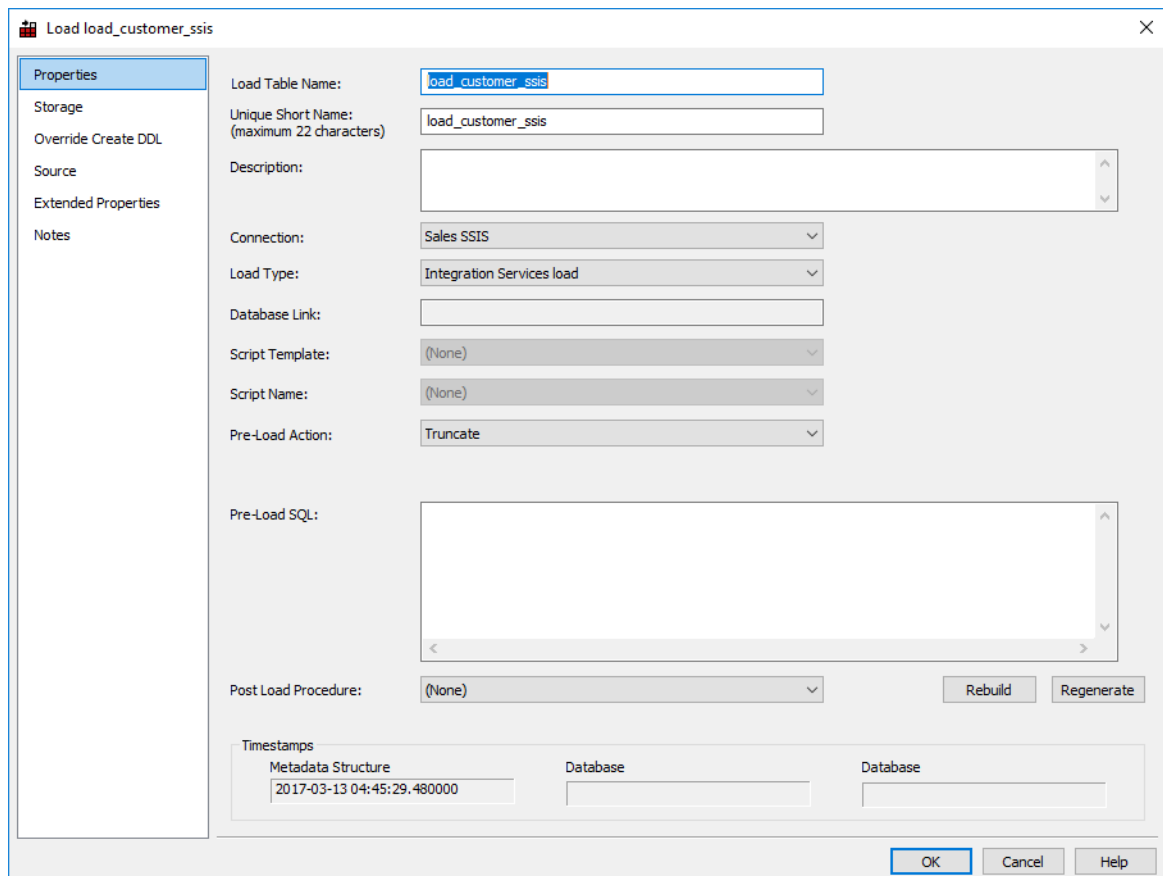 Load load_customer_ssis
Properties
Storage
Override Create DDL
Source
Extended Properties
Notes
Load Table Name: load_customer_ssis
Unique Short Name:
(maximum 22 characters) load_customer_ssis
Description:
Connection: Sales SSIS
Load Type: Integration Services load
Database Link:
Script Template: (None)
Script Name: (None)
Pre-Load Action: Truncate
Pre-Load SQL:
Post Load Procedure: (None) Rebuild Regenerate
Timestamps
Metadata Structure Database Database
2017-03-13 04:45:29.480000
OK Cancel Help